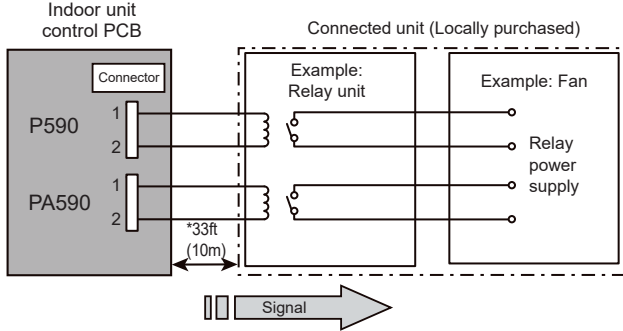 Indoor unit
control PCB
Connected unit (Locally purchased)
Connector
Example:
Relay unit
Example: Fan
P590
1
2
PA590
1
2
Relay
power
supply
*33ft
(10m)
Signal